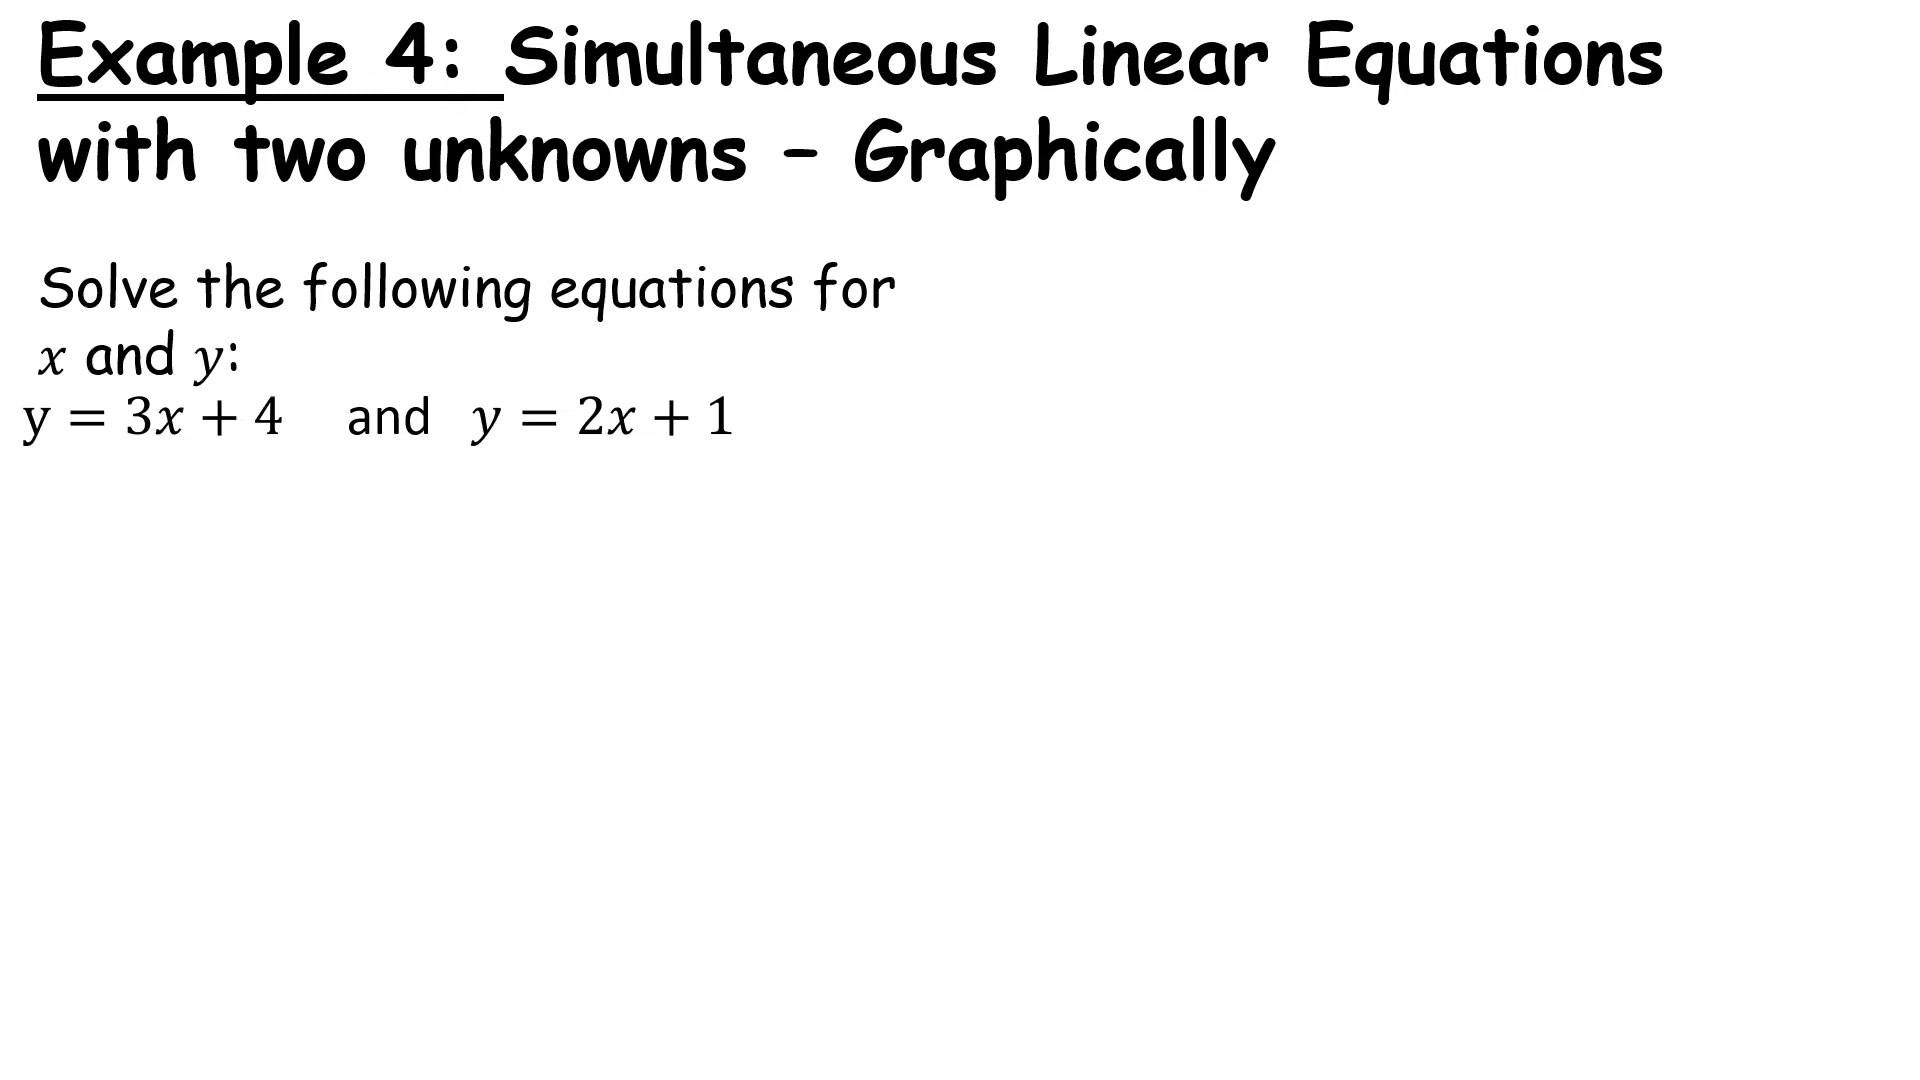 Example 4: Simultaneous Linear Equations
with two unknowns – Graphically
Solve the following equations for
𝑥 and 𝑦:
y = 3𝑥 + 4 and 𝑦 = 2𝑥 + 1